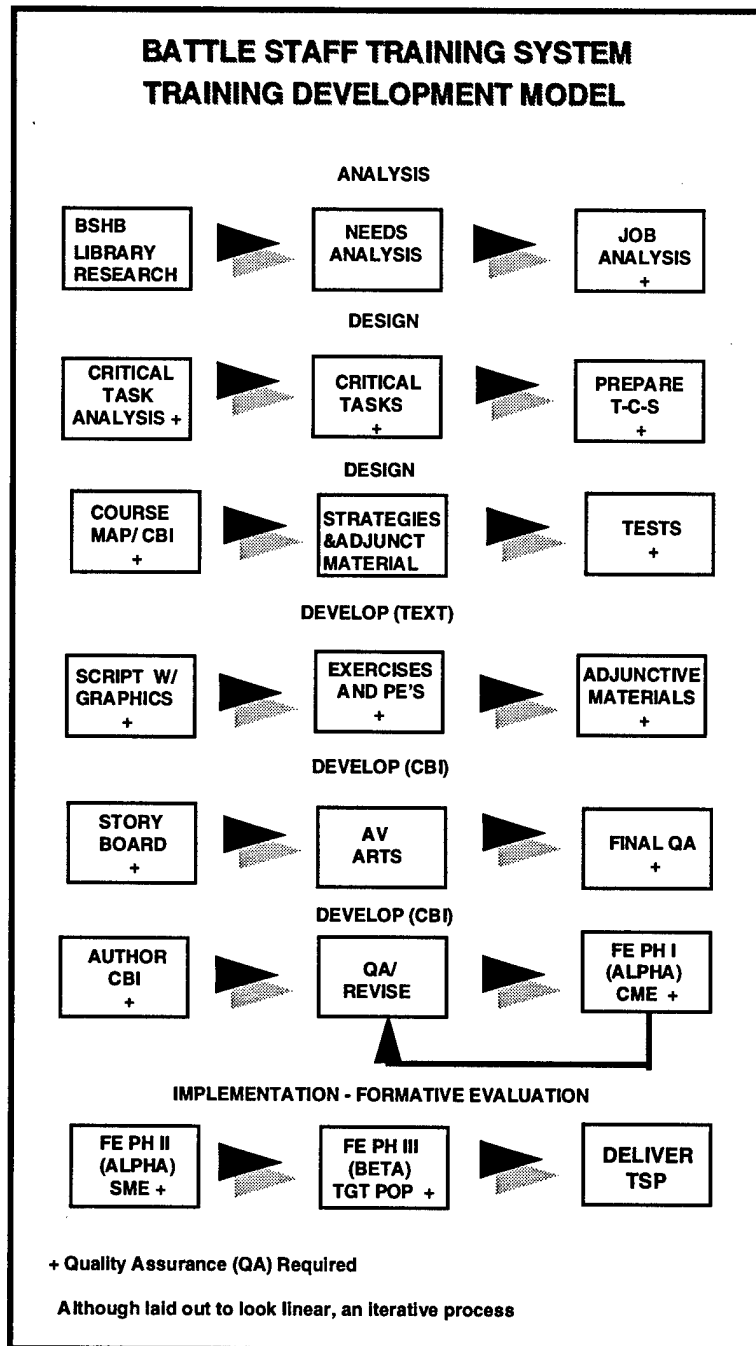 BATTLE STAFF TRAINING SYSTEM
TRAINING DEVELOPMENT MODEL
ANALYSIS
BSHB
LIBRARY
RESEARCH
NEEDS
ANALYSIS
JOB
ANALYSIS
+
DESIGN
CRITICAL
TASK
ANALYSIS +
CRITICAL
TASKS
+
PREPARE
T-C-S
+
DESIGN
COURSE
MAP/ CBI
+
STRATEGIES
&ADJUNCT
MATERIAL
TESTS
+
DEVELOP (TEXT)
SCRIPT W/
GRAPHICS
+
EXERCISES
AND PE'S
+
ADJUNCTIVE
MATERIALS
+
DEVELOP (CBI)
STORY
BOARD
+
AV
ARTS
FINAL QA
+
DEVELOP (CBI)
AUTHOR
CBI
+
QA/
REVISE
FE PH I
(ALPHA)
CME +
IMPLEMENTATION - FORMATIVE EVALUATION
FE PH II
(ALPHA)
SME +
FE PH III
(BETA)
TGT POP +
DELIVER
TSP
+ Quality Assurance (QA) Required
Although laid out to look linear, an iterative process